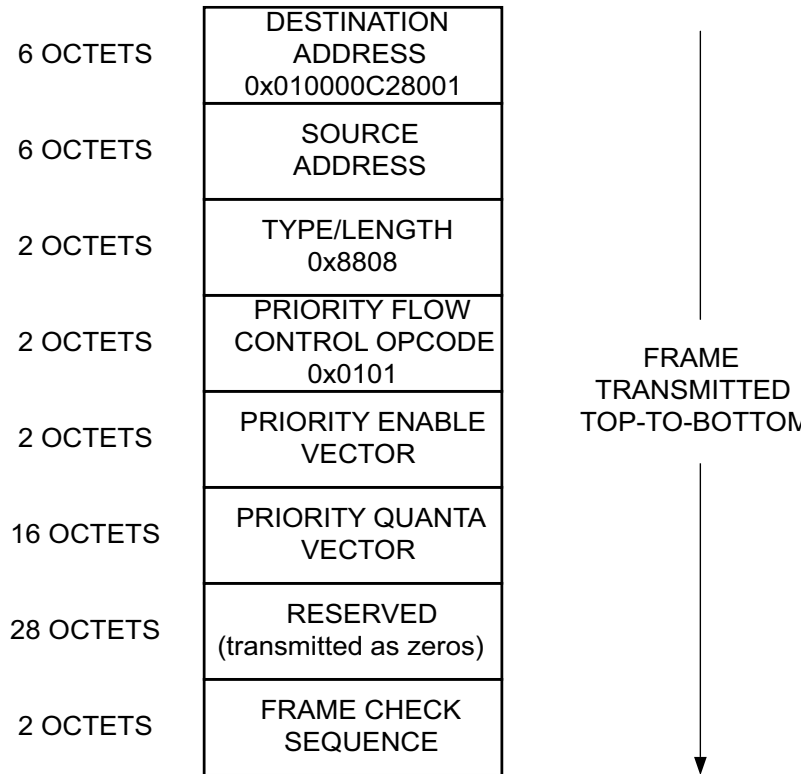 6 OCTETS
DESTINATION
ADDRESS
0x010000C28001
6 OCTETS
SOURCE
ADDRESS
2 OCTETS
TYPE/LENGTH
0x8808
2 OCTETS
PRIORITY FLOW
CONTROL OPCODE
0x0101
2 OCTETS
PRIORITY ENABLE
VECTOR
16 OCTETS
PRIORITY QUANTA
VECTOR
28 OCTETS
RESERVED
(transmitted as zeros)
2 OCTETS
FRAME CHECK
SEQUENCE
FRAME
TRANSMITTED
TOP-TO-BOTTOM